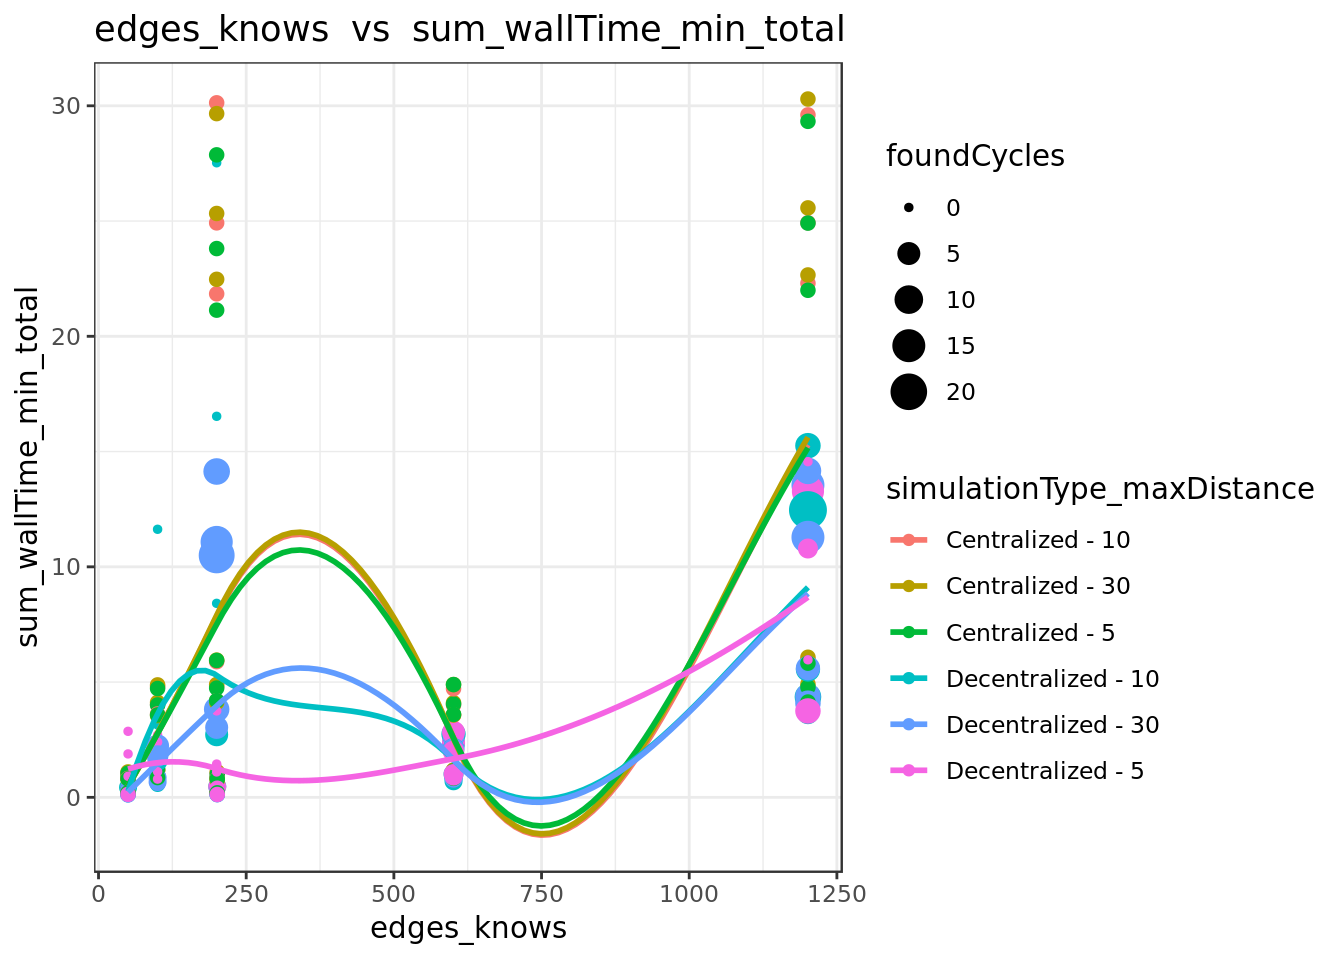 edges_knows vs sum_wallTime_min_total
sum_wallTime_min_total
30
20
10
0
0
250
500
750
1000
1250
edges_knows
foundCycles
0
5
10
15
20
simulationType_maxDistance
Centralized - 10
Centralized - 30
Centralized - 5
Decentralized - 10
Decentralized - 30
Decentralized - 5